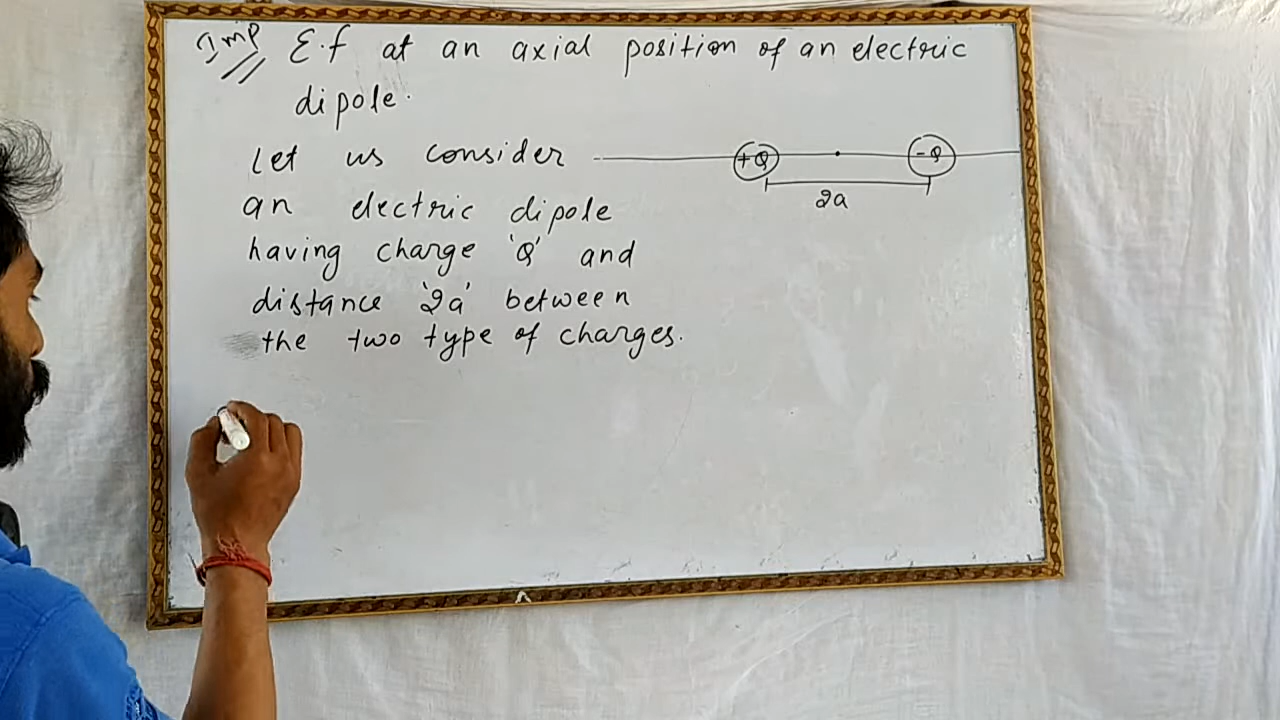 Imp E.f at an axial position of an electric
dipole.
Let us consider
an electric dipole
having charge 'Q' and
distance '2a' between
the two type of charges.
+Q -Q
2a